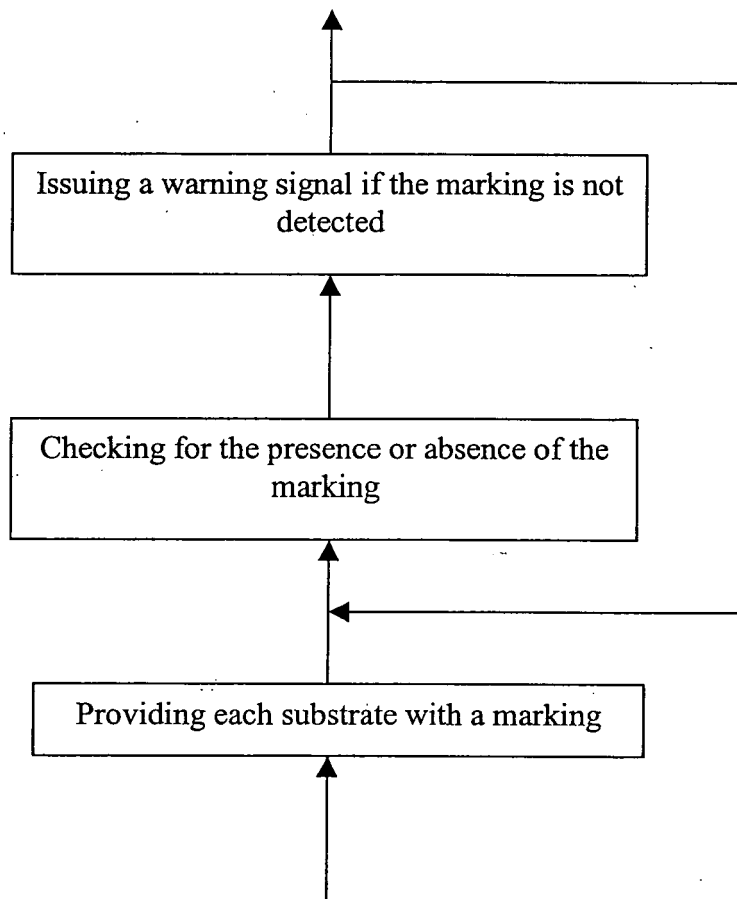 Issuing a warning signal if the marking is not
detected
Checking for the presence or absence of the
marking
Providing each substrate with a marking